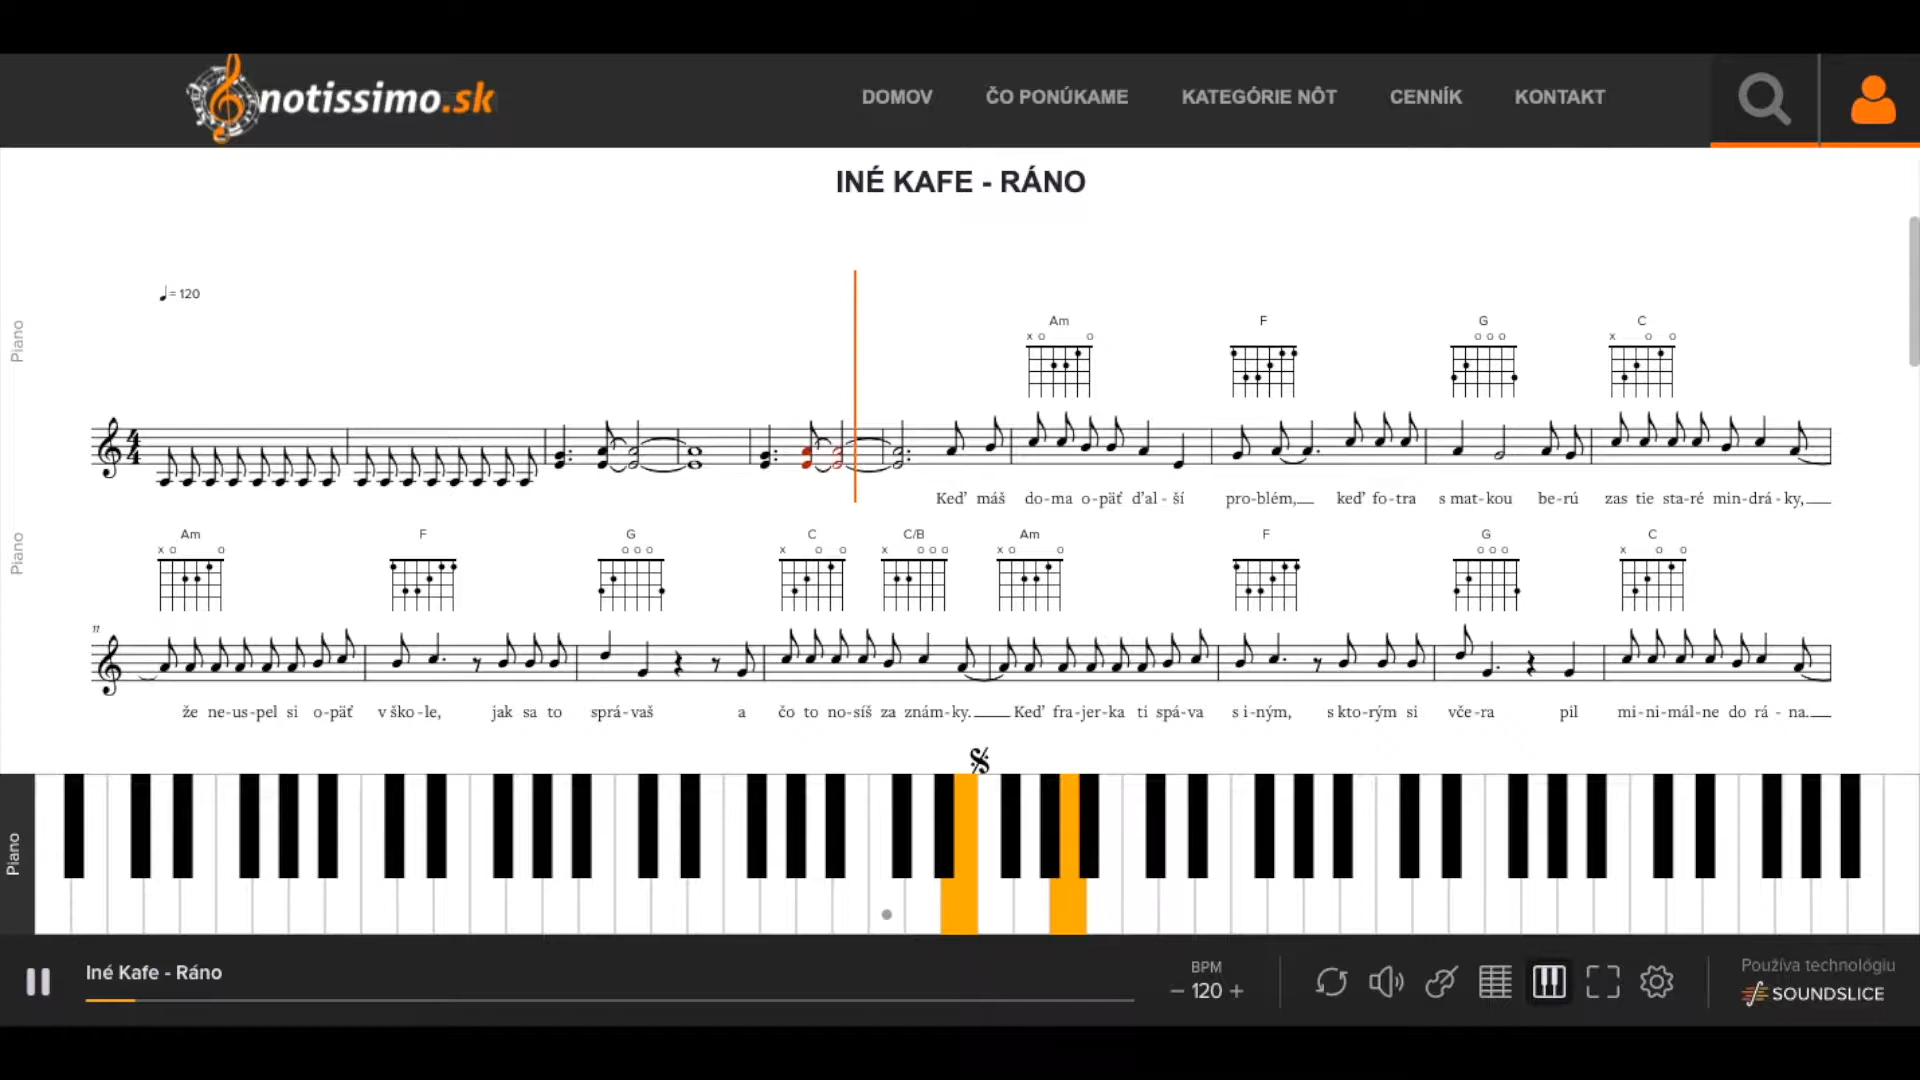 notissimo.sk
DOMOV ČO PONÚKAME KATEGÓRIE NÔT CENNÍK KONTAKT
INÉ KAFE - RÁNO
= 120
Piano
Am F G C
x o o o o o x o o
4 4
Keď máš do-ma o-päť ďal-ší pro-blém, keď fo-tra s mat-kou be-rú zas tie sta-ré min-drá-ky,
Piano
Am F G C C/B Am F G C
x o o o o o x o o x o o o x o o o o o x o o
11
že ne-us-pel si o-päť v ško-le, jak sa to sprá-vaš a čo to no-síš za znám-ky. Keď fra-jer-ka ti spá-va s i-ným, s kto-rým si vče-ra pil mi-ni-mál-ne do rá-na.
Piano
Iné Kafe - Ráno
BPM
− 120 +
Používa technológiu
SOUNDSLICE